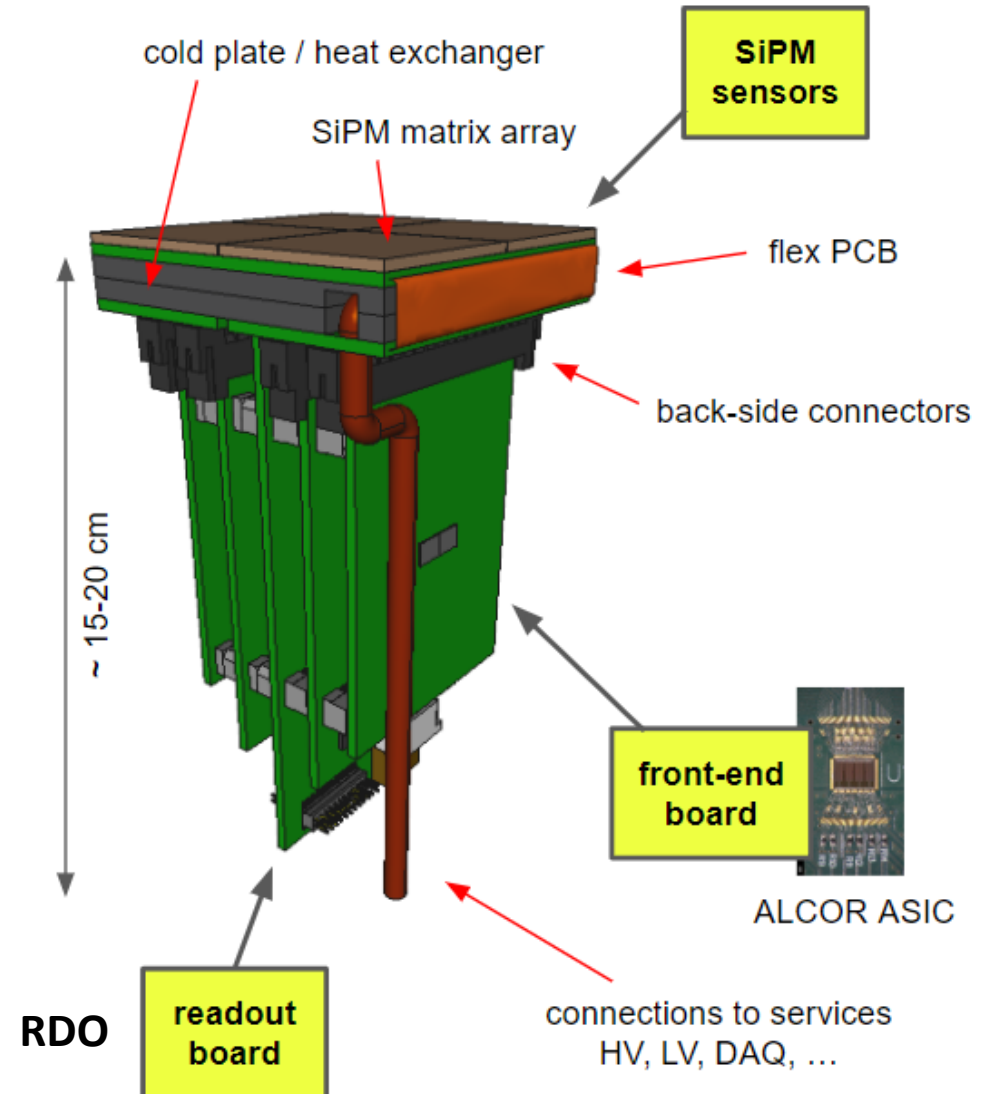 cold plate / heat exchanger
SiPM
sensors
SiPM matrix array
flex PCB
back-side connectors
~ 15-20 cm
front-end
board
ALCOR ASIC
RDO
readout
board
connections to services
HV, LV, DAQ, ...